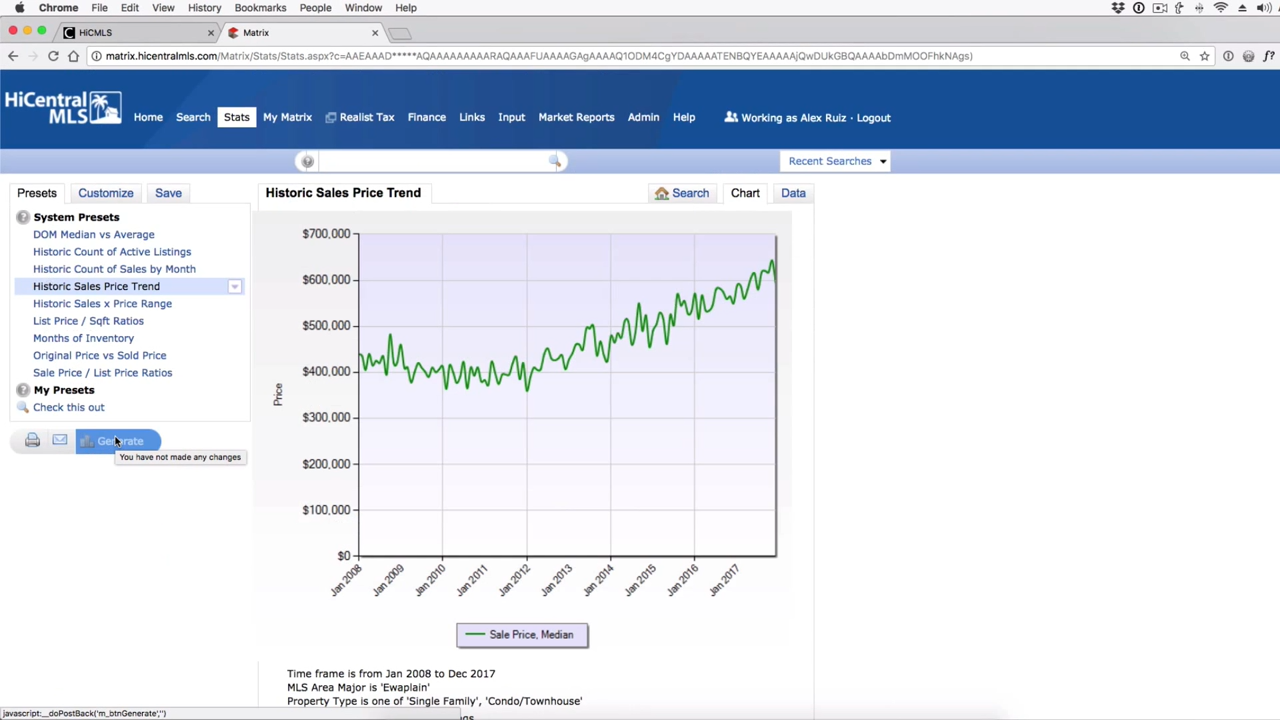 Chrome File Edit View History Bookmarks People Window Help
HiCMLS
Matrix
matrix.hicentralmls.com/Matrix/Stats/Stats.aspx?c=AAEAAAD*****AQAAAAAAAAARAQAAAFUAAAAGAgAAAAQ1ODM4CgYDAAAAATENBQYEAAAAAjQwDUkGBQAAAAbDmMOOFhkNAgs)
HiCentral
MLS
Home Search Stats My Matrix Realist Tax Finance Links Input Market Reports Admin Help Working as Alex Ruiz · Logout
Recent Searches
Presets Customize Save
Historic Sales Price Trend
Search Chart Data
System Presets
DOM Median vs Average
Historic Count of Active Listings
Historic Count of Sales by Month
Historic Sales Price Trend
Historic Sales x Price Range
List Price / Sqft Ratios
Months of Inventory
Original Price vs Sold Price
Sale Price / List Price Ratios
My Presets
Check this out
Generate
You have not made any changes
$700,000
$600,000
$500,000
$400,000
$300,000
$200,000
$100,000
$0
Price
Jan 2008 Jan 2009 Jan 2010 Jan 2011 Jan 2012 Jan 2013 Jan 2014 Jan 2015 Jan 2016 Jan 2017
Sale Price, Median
Time frame is from Jan 2008 to Dec 2017
MLS Area Major is 'Ewaplain'
Property Type is one of 'Single Family', 'Condo/Townhouse'
javascript:__doPostBack('m_btnGenerate','')